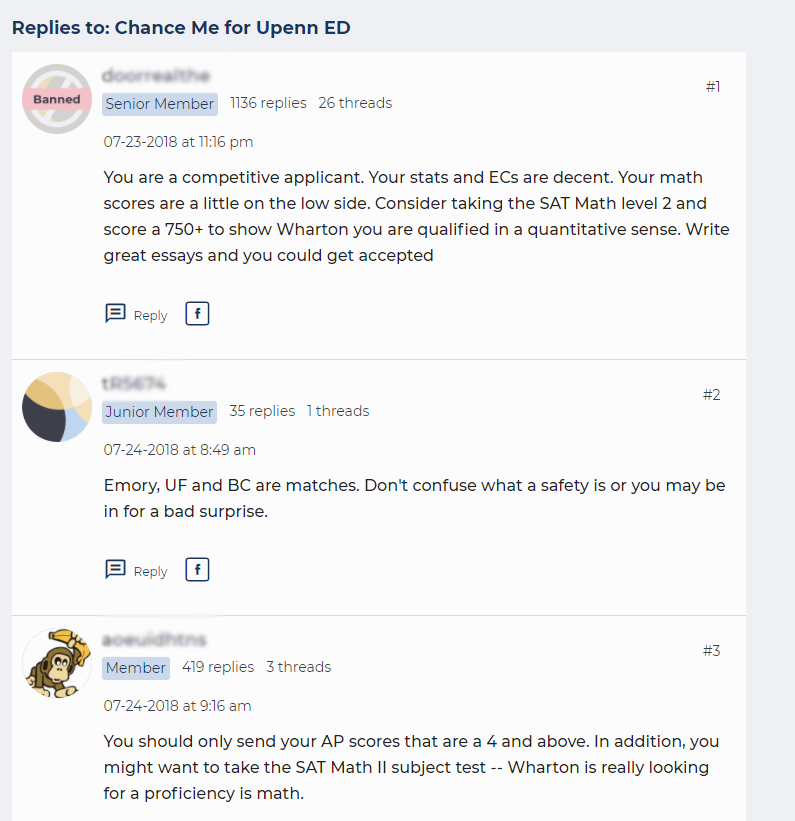 Replies to: Chance Me for Upenn ED
Banned
Senior Member 1136 replies 26 threads
#1
07-23-2018 at 11:16 pm
You are a competitive applicant. Your stats and ECs are decent. Your math
scores are a little on the low side. Consider taking the SAT Math level 2 and
score a 750+ to show Wharton you are qualified in a quantitative sense. Write
great essays and you could get accepted
Reply f
Junior Member 35 replies 1 threads
#2
07-24-2018 at 8:49 am
Emory, UF and BC are matches. Don't confuse what a safety is or you may be
in for a bad surprise.
Reply f
Member 419 replies 3 threads
#3
07-24-2018 at 9:16 am
You should only send your AP scores that are a 4 and above. In addition, you
might want to take the SAT Math II subject test -- Wharton is really looking
for a proficiency is math.